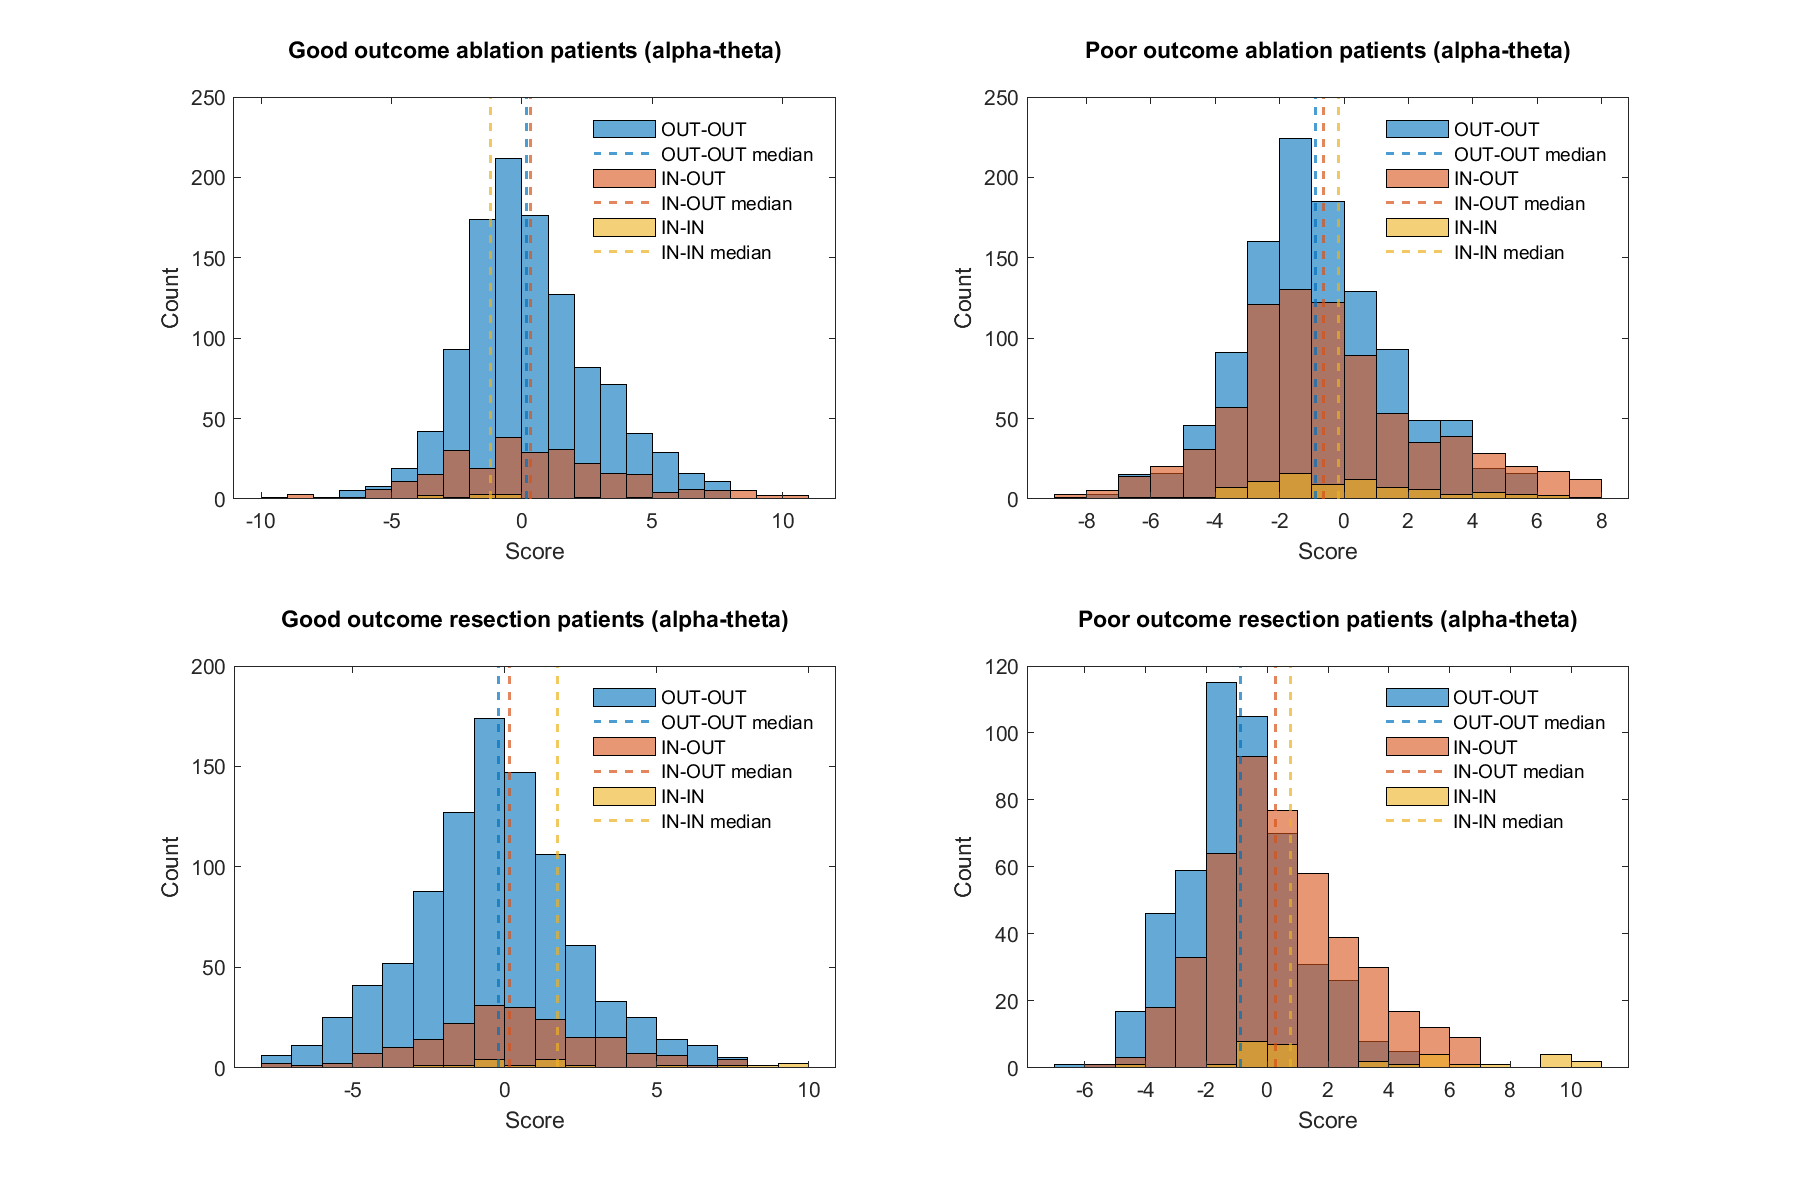 Good outcome ablation patients (alpha-theta)
250
200
150
100
50
0
Count
-10
-5
0
5
10
Score
OUT-OUT
OUT-OUT median
IN-OUT
IN-OUT median
IN-IN
IN-IN median
Poor outcome ablation patients (alpha-theta)
250
200
150
100
50
0
Count
-8
-6
-4
-2
0
2
4
6
8
Score
OUT-OUT
OUT-OUT median
IN-OUT
IN-OUT median
IN-IN
IN-IN median
Good outcome resection patients (alpha-theta)
200
150
100
50
0
Count
-5
0
5
10
Score
OUT-OUT
OUT-OUT median
IN-OUT
IN-OUT median
IN-IN
IN-IN median
Poor outcome resection patients (alpha-theta)
120
100
80
60
40
20
0
Count
-6
-4
-2
0
2
4
6
8
10
Score
OUT-OUT
OUT-OUT median
IN-OUT
IN-OUT median
IN-IN
IN-IN median